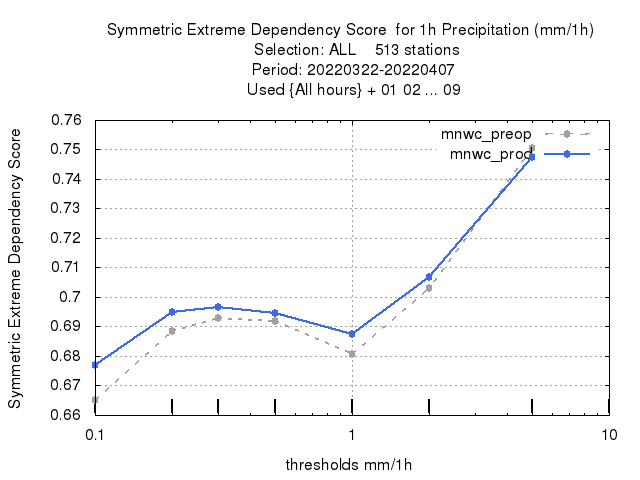 Symmetric Extreme Dependency Score  for 1h Precipitation (mm/1h)
Selection: ALL    513 stations
Period: 20220322-20220407
Used {All hours} + 01 02 ... 09
Symmetric Extreme Dependency Score
0.76
0.75
0.74
0.73
0.72
0.71
0.7
0.69
0.68
0.67
0.66
mnwc_preop
mnwc_prod
0.1
1
10
thresholds mm/1h